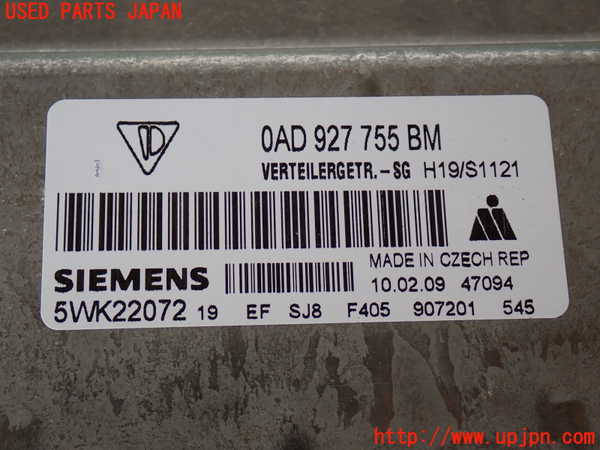 USED PARTS JAPAN
0AD 927 755 BM
VERTEILERGETR.-SG H19/S1121
MADE IN CZECH REP
SIEMENS 10.02.09 47094
5WK22072 19 EF SJ8 F405 907201 545
http://www.upjpn.com